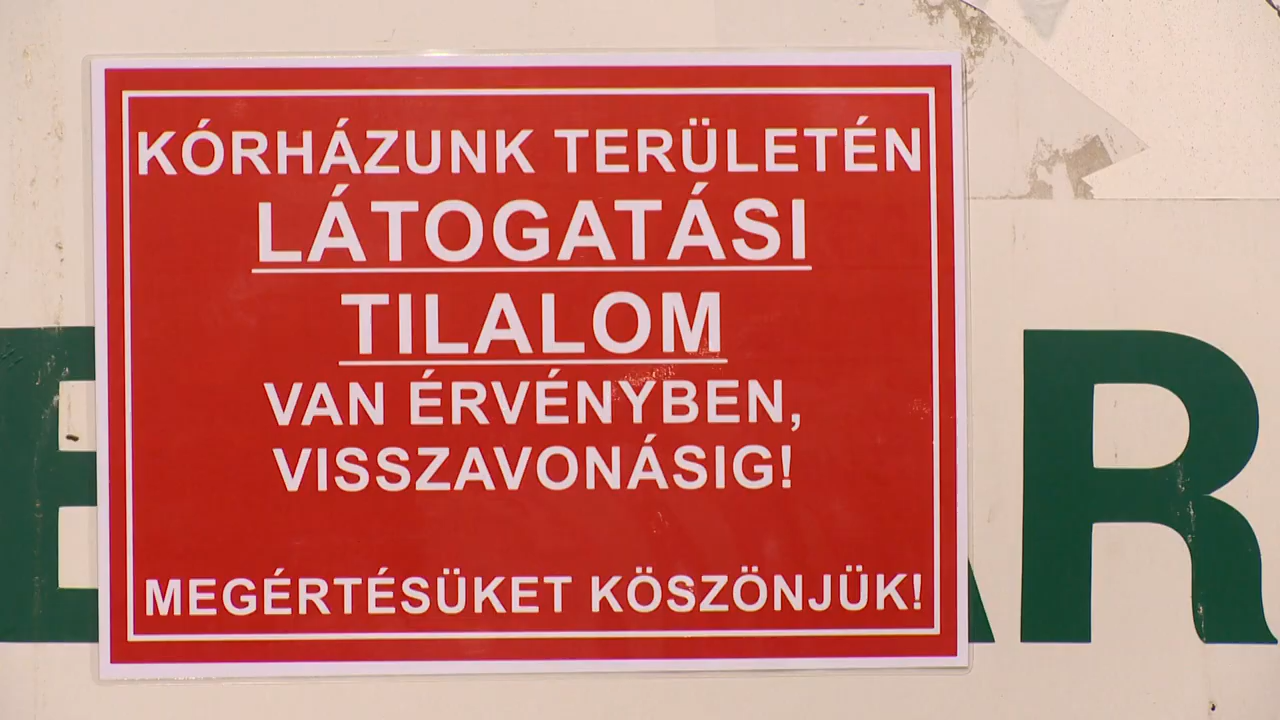 KÓRHÁZUNK TERÜLETÉN
LÁTOGATÁSI
TILALOM
VAN ÉRVÉNYBEN,
VISSZAVONÁSIG!
MEGÉRTÉSÜKET KÖSZÖNJÜK!